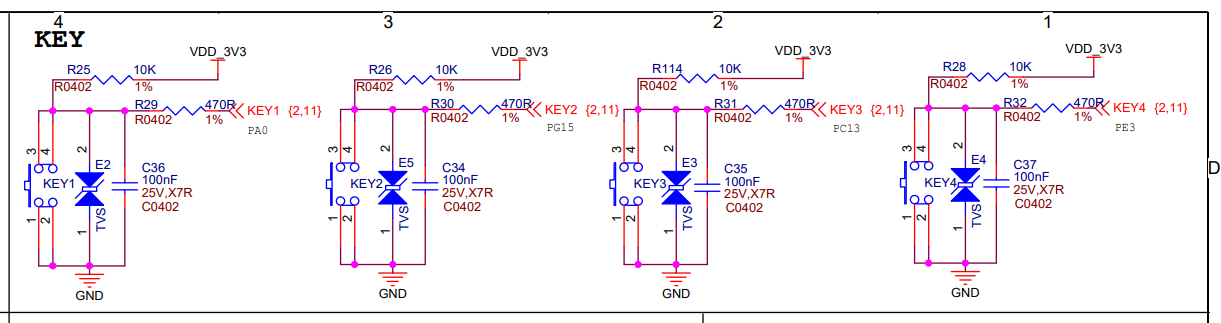 4 3 2 1
KEY
VDD_3V3
R25 10K
R0402 1%
R29 470R KEY1 {2,11}
R0402 1%
PA0
3 4
2
E2
KEY1
C36
100nF
25V,X7R
C0402
TVS
1 2
1
GND
VDD_3V3
R26 10K
R0402 1%
R30 470R KEY2 {2,11}
R0402 1%
PG15
3 4
2
E5
KEY2
C34
100nF
25V,X7R
C0402
TVS
1 2
1
GND
VDD_3V3
R114 10K
R0402 1%
R31 470R KEY3 {2,11}
R0402 1%
PC13
3 4
2
E3
KEY3
C35
100nF
25V,X7R
C0402
TVS
1 2
1
GND
VDD_3V3
R28 10K
R0402 1%
R32 470R KEY4 {2,11}
R0402 1%
PE3
3 4
2
E4
KEY4
C37
100nF
25V,X7R
C0402
TVS
1 2
1
GND
D